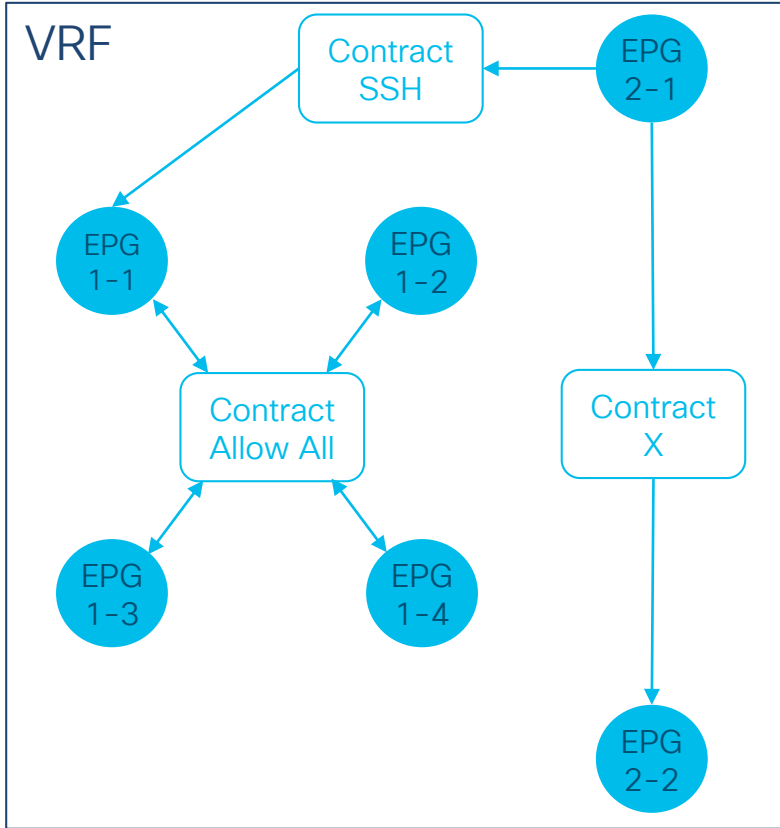 VRF
Contract
SSH
EPG
2-1
EPG
1-1
EPG
1-2
Contract
Allow All
Contract
X
EPG
1-3
EPG
1-4
EPG
2-2